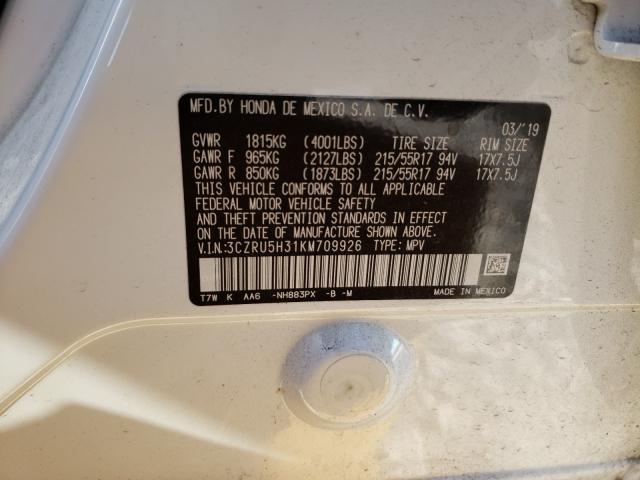 MFD.BY HONDA DE MEXICO S.A. DE C.V.
03/'19
GVWR 1815KG (4001LBS) TIRE SIZE RIM SIZE
GAWR F 965KG (2127LBS) 215/55R17 94V 17X7.5J
GAWR R 850KG (1873LBS) 215/55R17 94V 17X7.5J
THIS VEHICLE CONFORMS TO ALL APPLICABLE
FEDERAL MOTOR VEHICLE SAFETY
AND THEFT PREVENTION STANDARDS IN EFFECT
ON THE DATE OF MANUFACTURE SHOWN ABOVE.
V.I.N:3CZRU5H31KM709926 TYPE: MPV
T7W K AA6 -NH883PX -B -M MADE IN MEXICO